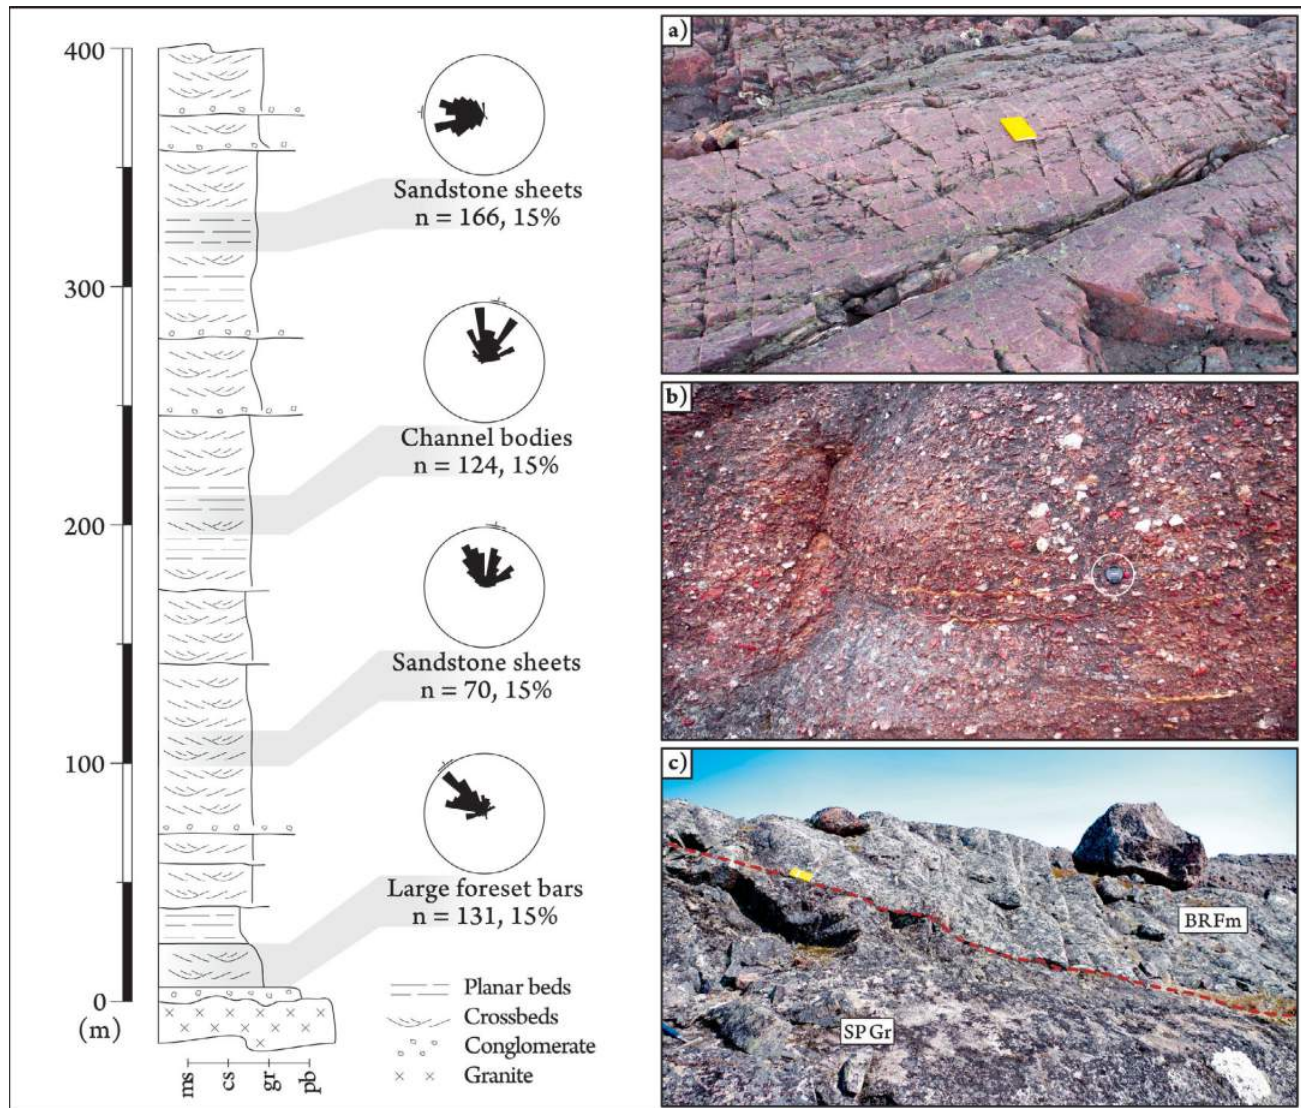 400
300
200
100
0
(m)
ms
cs
gr
pb
Sandstone sheets
n = 166, 15%
Channel bodies
n = 124, 15%
Sandstone sheets
n = 70, 15%
Large foreset bars
n = 131, 15%
Planar beds
Crossbeds
Conglomerate
Granite
a)
b)
c)
BRFm
SP Gr